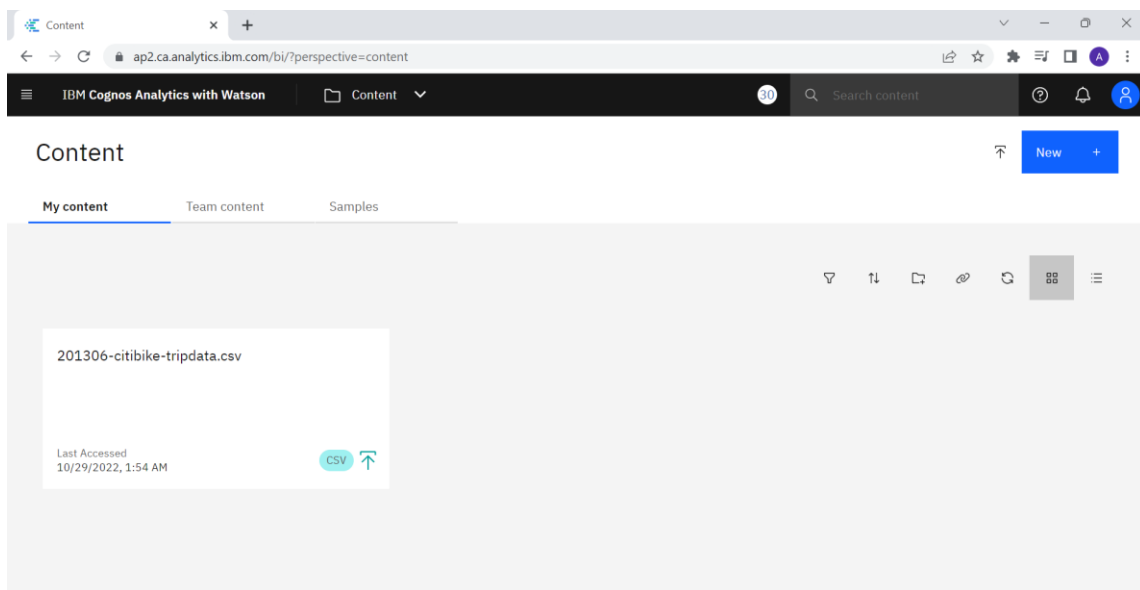 Content
ap2.ca.analytics.ibm.com/bi/?perspective=content
A
IBM Cognos Analytics with Watson
Content
30
Search content
Content
New +
My content
Team content
Samples
201306-citibike-tripdata.csv
Last Accessed
10/29/2022, 1:54 AM
CSV